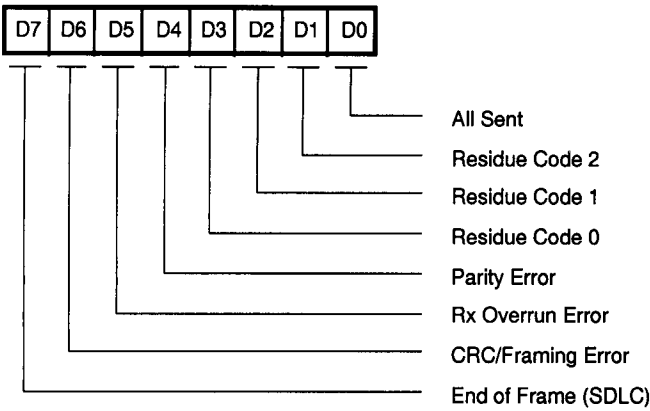 D7 D6 D5 D4 D3 D2 D1 D0
All Sent
Residue Code 2
Residue Code 1
Residue Code 0
Parity Error
Rx Overrun Error
CRC/Framing Error
End of Frame (SDLC)